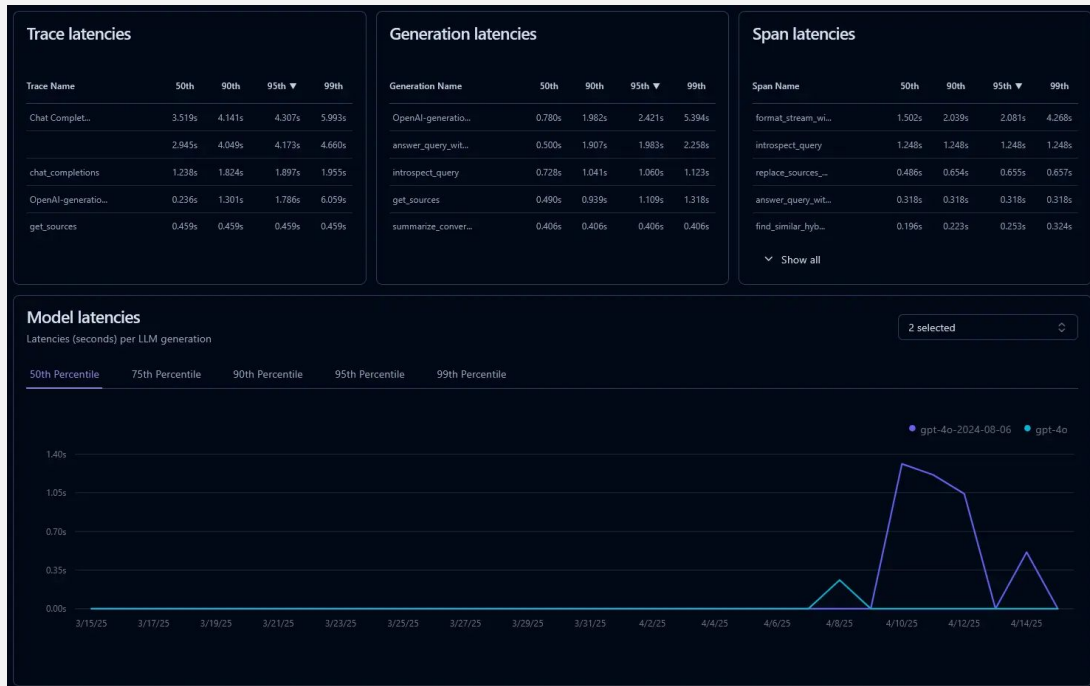 Trace latencies
Trace Name 50th 90th 95th ▼ 99th
Chat Complet... 3.519s 4.141s 4.307s 5.993s
2.945s 4.049s 4.173s 4.660s
chat_completions 1.238s 1.824s 1.897s 1.955s
OpenAI-generatio... 0.236s 1.301s 1.786s 6.059s
get_sources 0.459s 0.459s 0.459s 0.459s
Generation latencies
Generation Name 50th 90th 95th ▼ 99th
OpenAI-generatio... 0.780s 1.982s 2.421s 5.394s
answer_query_wit... 0.500s 1.907s 1.983s 2.258s
introspect_query 0.728s 1.041s 1.060s 1.123s
get_sources 0.490s 0.939s 1.109s 1.318s
summarize_conver... 0.406s 0.406s 0.406s 0.406s
Span latencies
Span Name 50th 90th 95th ▼ 99th
format_stream_wi... 1.502s 2.039s 2.081s 4.268s
introspect_query 1.248s 1.248s 1.248s 1.248s
replace_sources_... 0.486s 0.654s 0.655s 0.657s
answer_query_wit... 0.318s 0.318s 0.318s 0.318s
find_similar_hyb... 0.196s 0.223s 0.253s 0.324s
Show all
Model latencies
Latencies (seconds) per LLM generation
2 selected
50th Percentile 75th Percentile 90th Percentile 95th Percentile 99th Percentile
gpt-4o-2024-08-06 gpt-4o
1.40s
1.05s
0.70s
0.35s
0.00s
3/15/25 3/17/25 3/19/25 3/21/25 3/23/25 3/25/25 3/27/25 3/29/25 3/31/25 4/2/25 4/4/25 4/6/25 4/8/25 4/10/25 4/12/25 4/14/25